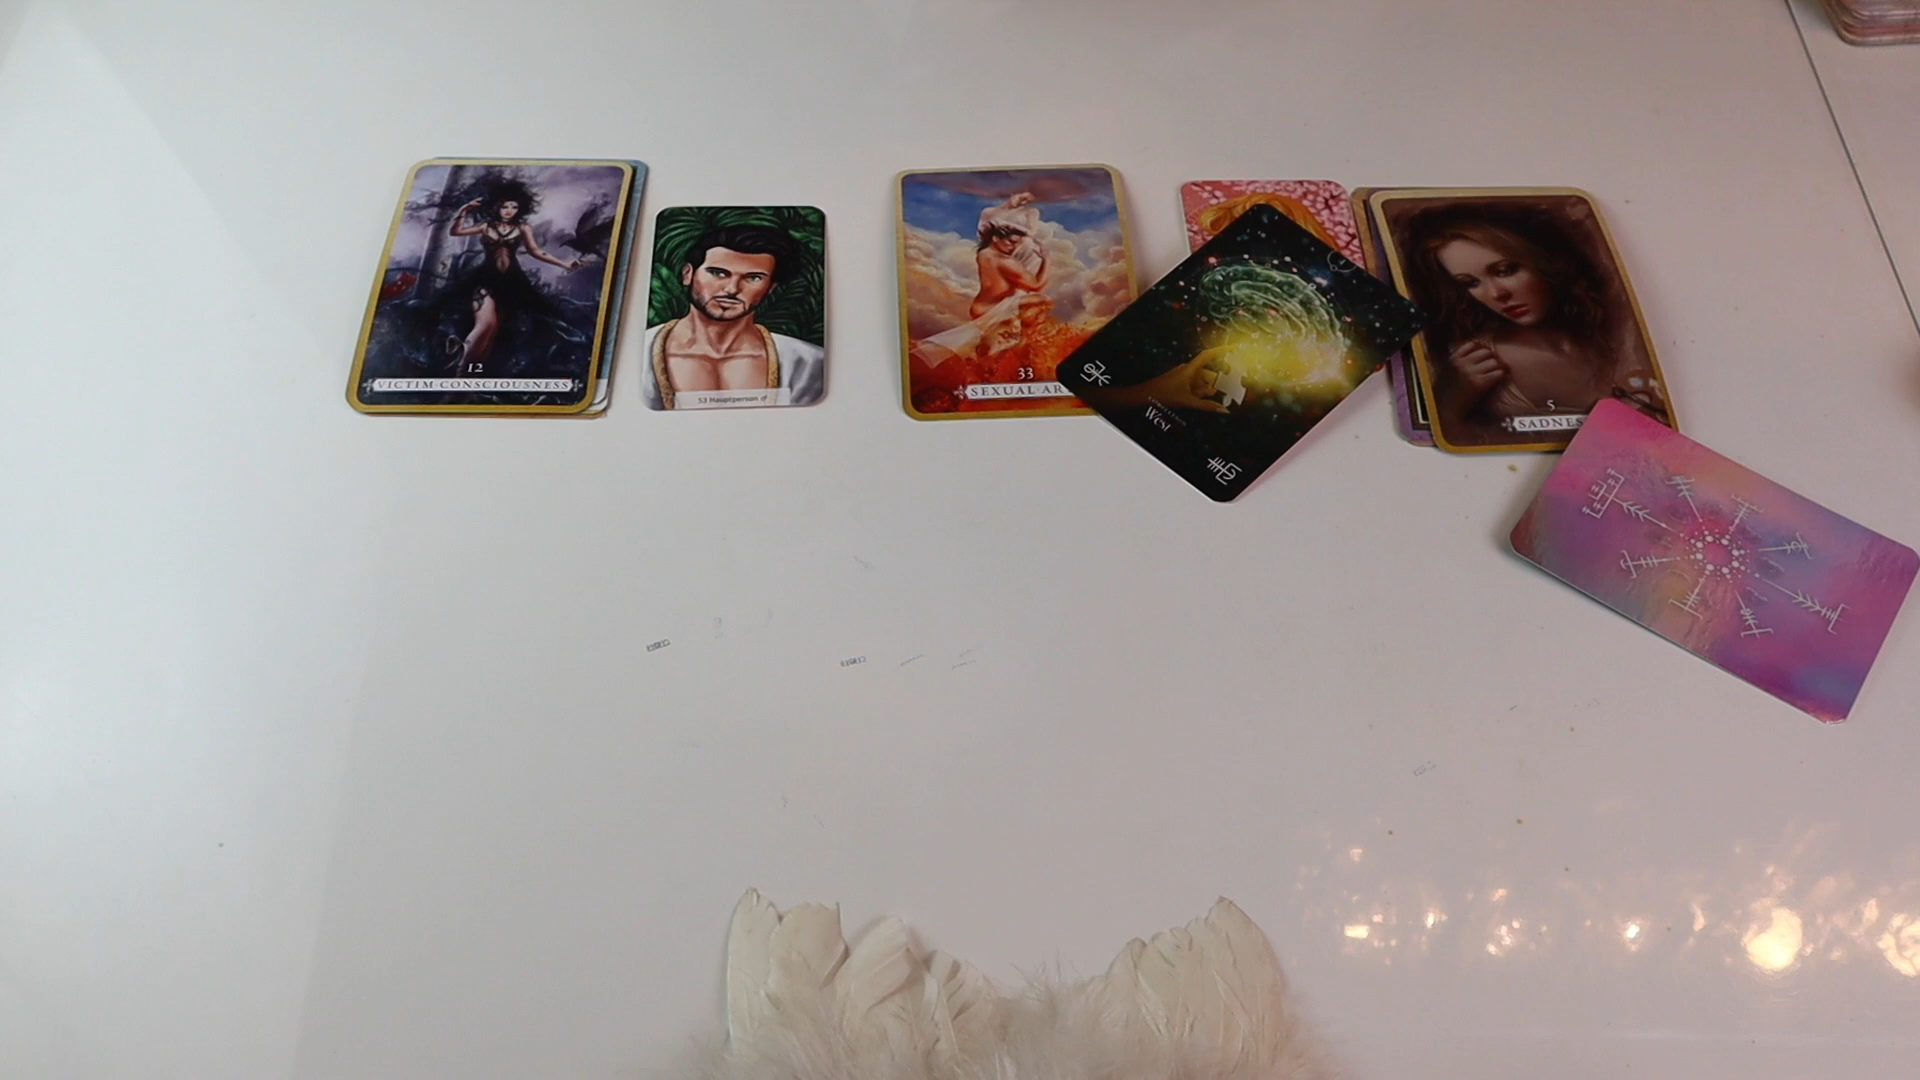 12
VICTIM CONSCIOUSNESS
53 Hauptperson
33
SEXUAL AR
West
5
SADNES